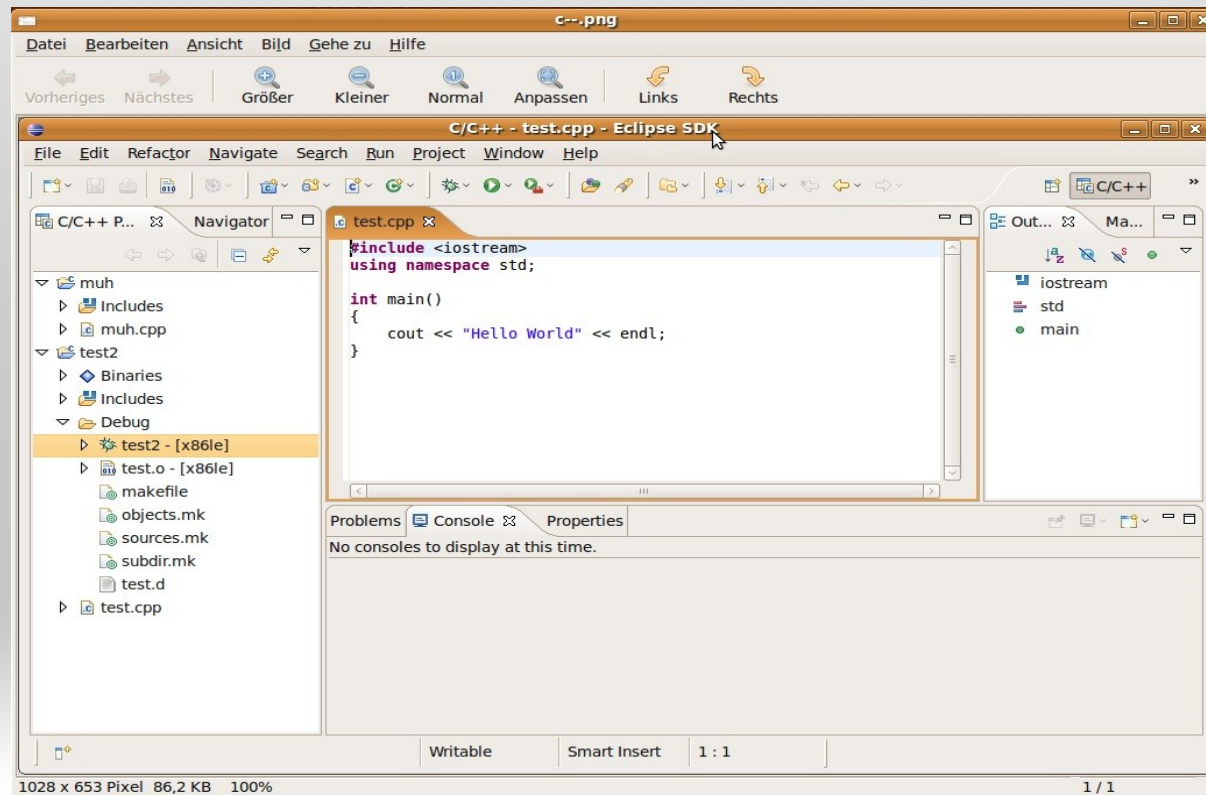 c--.png
Datei Bearbeiten Ansicht Bild Gehe zu Hilfe
Vorheriges Nächstes Größer Kleiner Normal Anpassen Links Rechts
C/C++ - test.cpp - Eclipse SDK
File Edit Refactor Navigate Search Run Project Window Help
C/C++ »
C/C++ P... Navigator
muh
Includes
muh.cpp
test2
Binaries
Includes
Debug
test2 - [x86le]
test.o - [x86le]
makefile
objects.mk
sources.mk
subdir.mk
test.d
test.cpp
test.cpp
#include <iostream>
using namespace std;
int main()
{
cout << "Hello World" << endl;
}
Out... Ma...
iostream
std
main
Problems Console Properties
No consoles to display at this time.
Writable Smart Insert 1 : 1
1028 x 653 Pixel 86,2 KB 100% 1 / 1